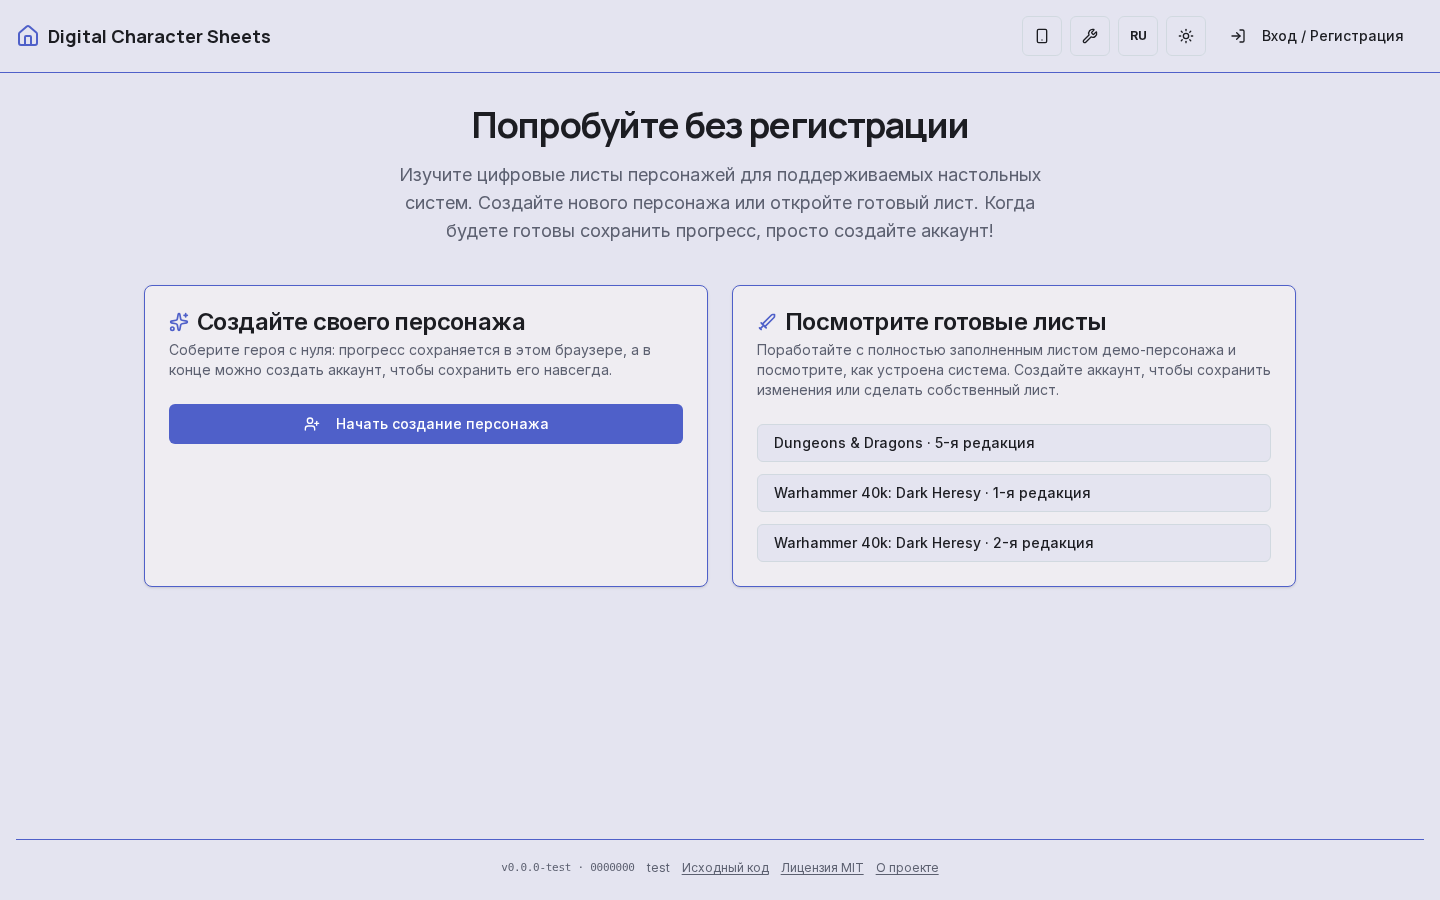 Digital Character Sheets
RU
Вход / Регистрация
Попробуйте без регистрации
Изучите цифровые листы персонажей для поддерживаемых настольных
систем. Создайте нового персонажа или откройте готовый лист. Когда
будете готовы сохранить прогресс, просто создайте аккаунт!
Создайте своего персонажа
Соберите героя с нуля: прогресс сохраняется в этом браузере, а в
конце можно создать аккаунт, чтобы сохранить его навсегда.
Начать создание персонажа
Посмотрите готовые листы
Поработайте с полностью заполненным листом демо-персонажа и
посмотрите, как устроена система. Создайте аккаунт, чтобы сохранить
изменения или сделать собственный лист.
Dungeons & Dragons · 5-я редакция
Warhammer 40k: Dark Heresy · 1-я редакция
Warhammer 40k: Dark Heresy · 2-я редакция
v0.0.0-test · 0000000 test Исходный код Лицензия MIT О проекте